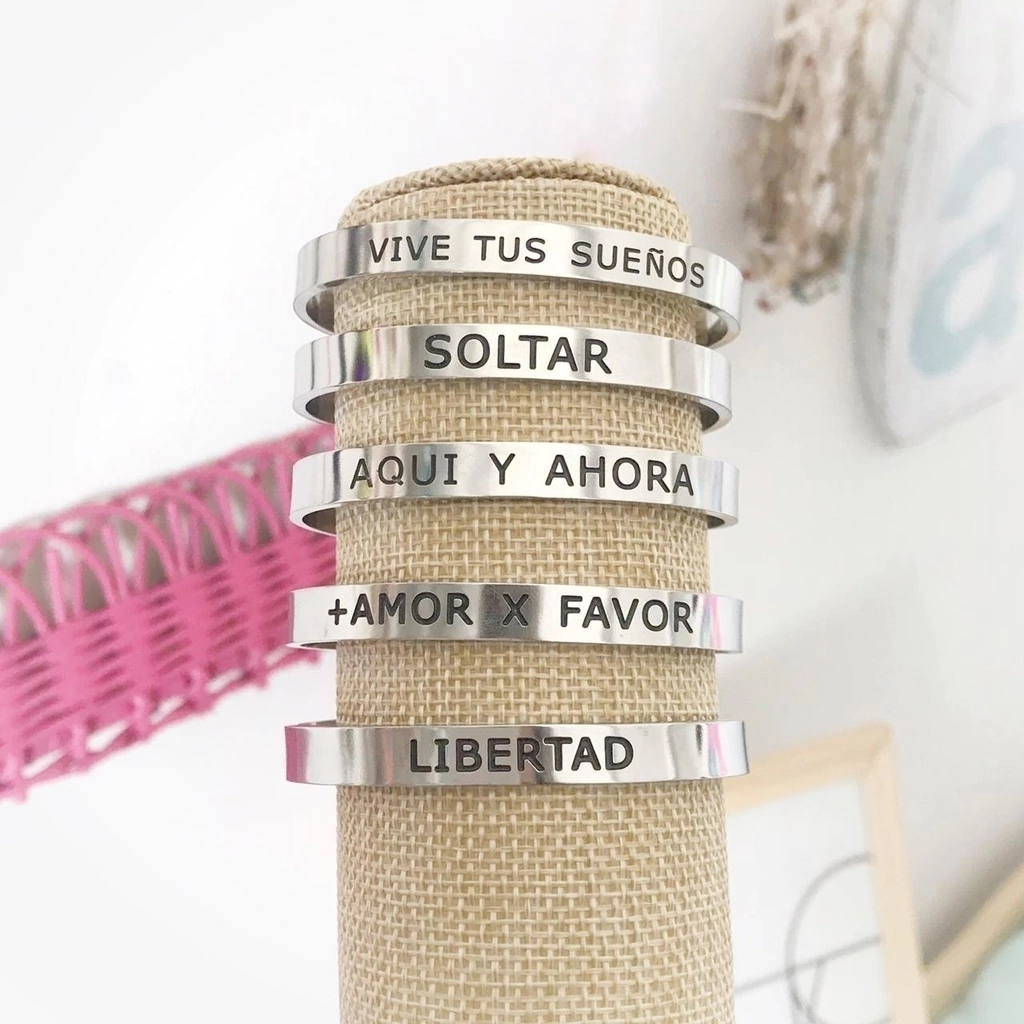 VIVE TUS SUEÑOS
SOLTAR
AQUI Y AHORA
+AMOR X FAVOR
LIBERTAD
a